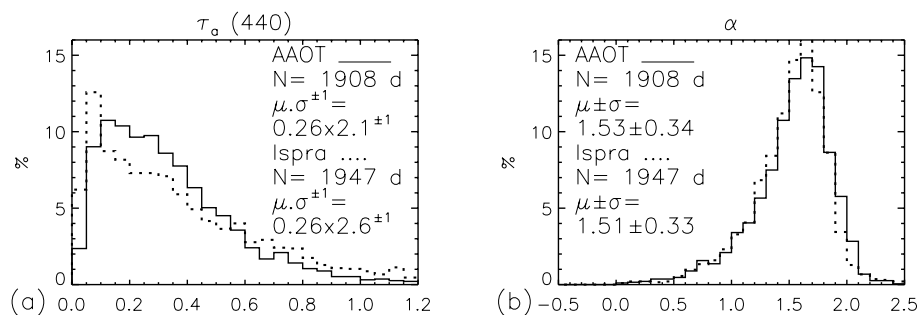 τa (440)
15
10
5
0
%
AAOT ____
N= 1908 d
μ.σ±1=
0.26x2.1±1
Ispra ....
N= 1947 d
μ.σ±1=
0.26x2.6±1
(a)
0.0 0.2 0.4 0.6 0.8 1.0 1.2
α
15
10
5
0
%
AAOT ____
N= 1908 d
μ±σ=
1.53±0.34
Ispra ....
N= 1947 d
μ±σ=
1.51±0.33
(b)
-0.5 0.0 0.5 1.0 1.5 2.0 2.5